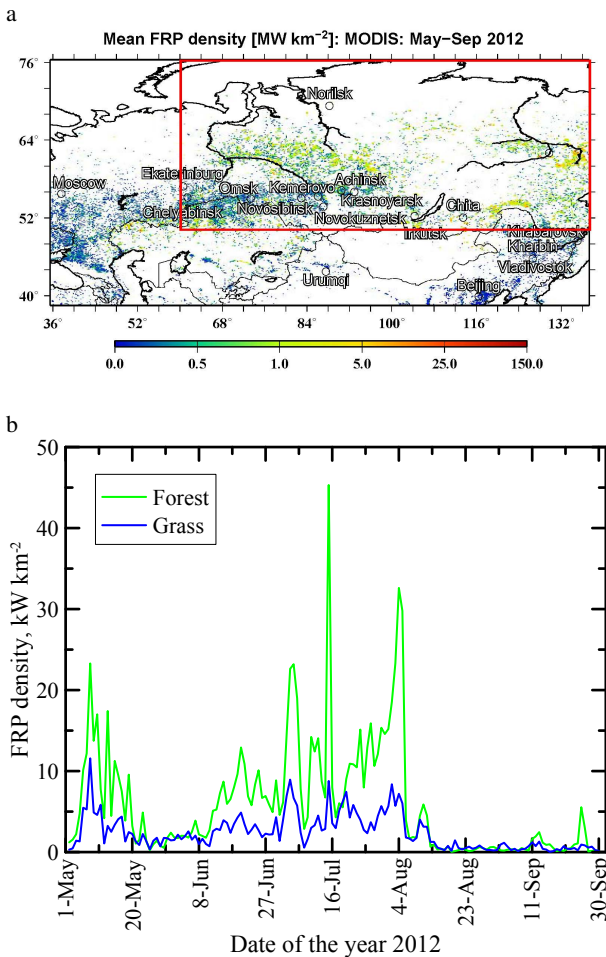 a
Mean FRP density [MW km⁻²]: MODIS: May−Sep 2012
76°
64°
52°
40°
Norilsk
Moscow
Ekaterinburg
Omsk
Kemerovo
Achinsk
Chelyabinsk
Novosibirsk
Krasnoyarsk
Novokuznetsk
Irkutsk
Chita
Khabarovsk
Kharbin
Vladivostok
Urumqi
Beijing
36° 52° 68° 84° 100° 116° 132°
0.0 0.5 1.0 5.0 25.0 150.0
b
50
40
30
20
10
0
FRP density, kW km⁻²
Forest
Grass
1-May 20-May 8-Jun 27-Jun 16-Jul 4-Aug 23-Aug 11-Sep 30-Sep
Date of the year 2012